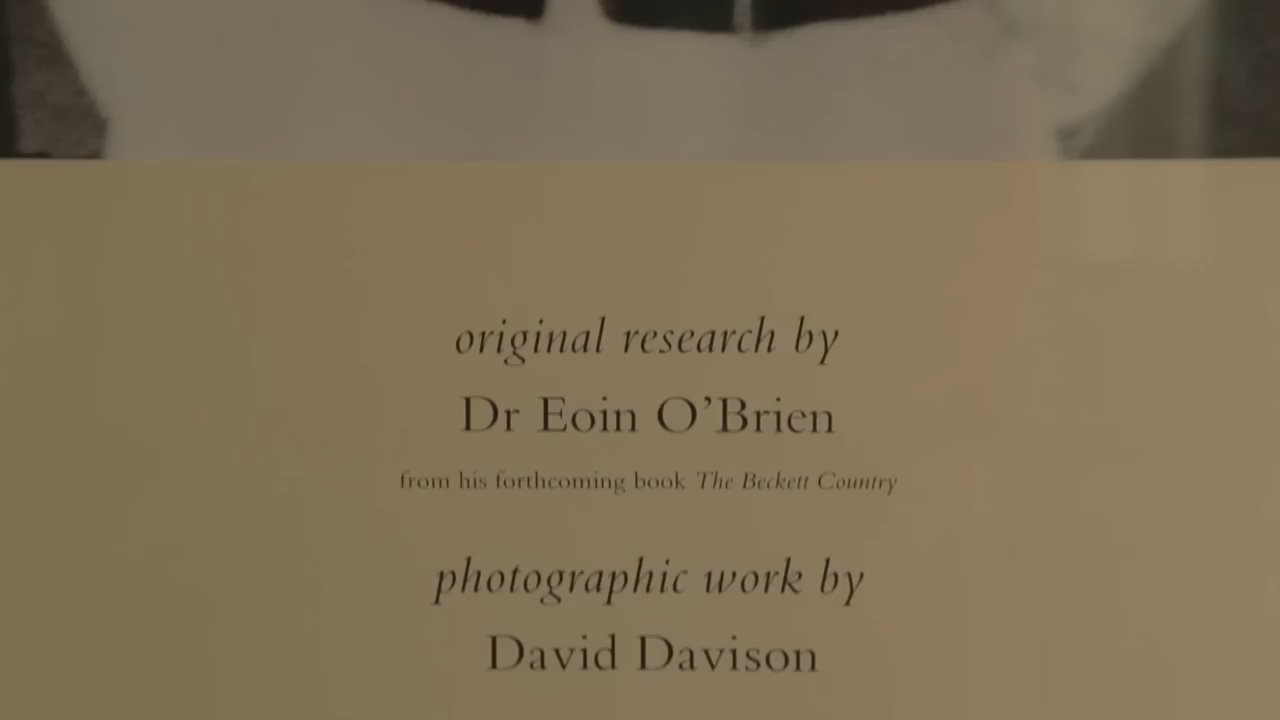 original research by
Dr Eoin O’Brien
from his forthcoming book The Beckett Country
photographic work by
David Davison